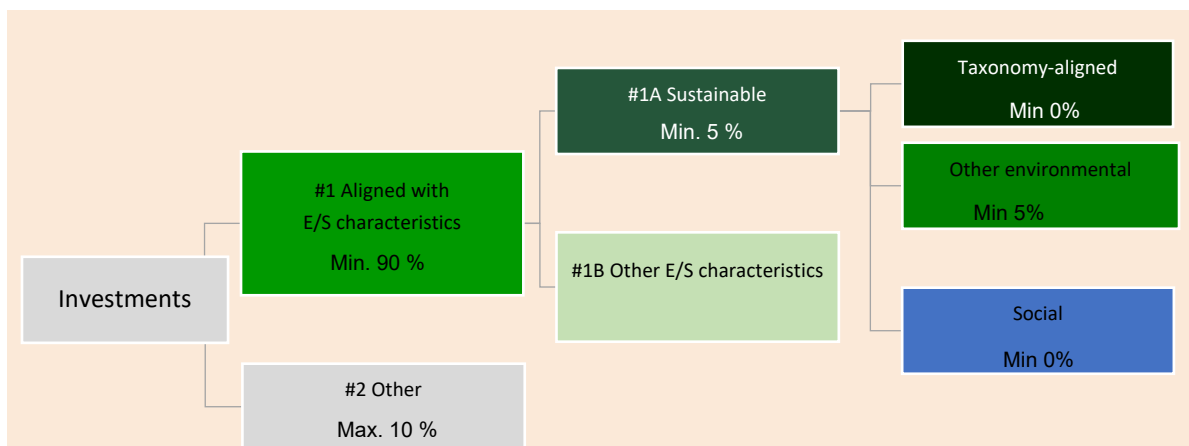 Investments
#1 Aligned with
E/S characteristics
Min. 90 %
#2 Other
Max. 10 %
#1A Sustainable
Min. 5 %
#1B Other E/S characteristics
Taxonomy-aligned
Min 0%
Other environmental
Min 5%
Social
Min 0%